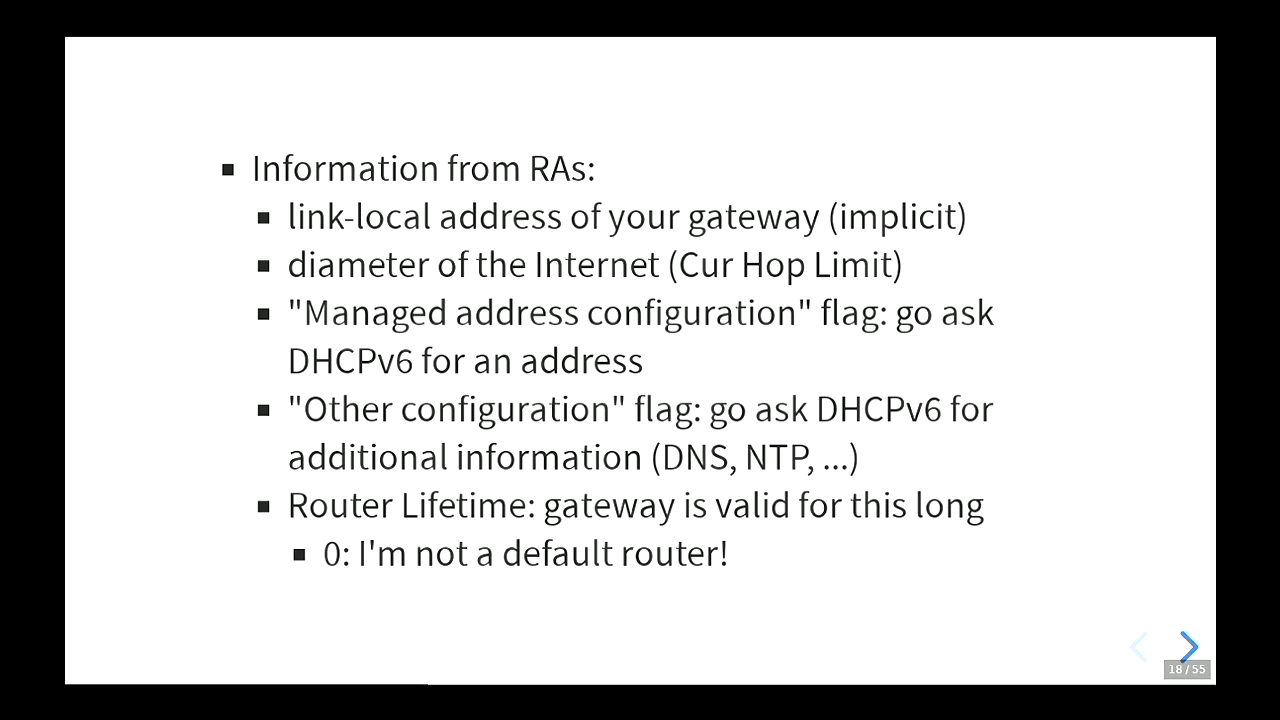 Information from RAs:
link-local address of your gateway (implicit)
diameter of the Internet (Cur Hop Limit)
"Managed address configuration" flag: go ask
DHCPv6 for an address
"Other configuration" flag: go ask DHCPv6 for
additional information (DNS, NTP, ...)
Router Lifetime: gateway is valid for this long
0: I'm not a default router!
18 / 55